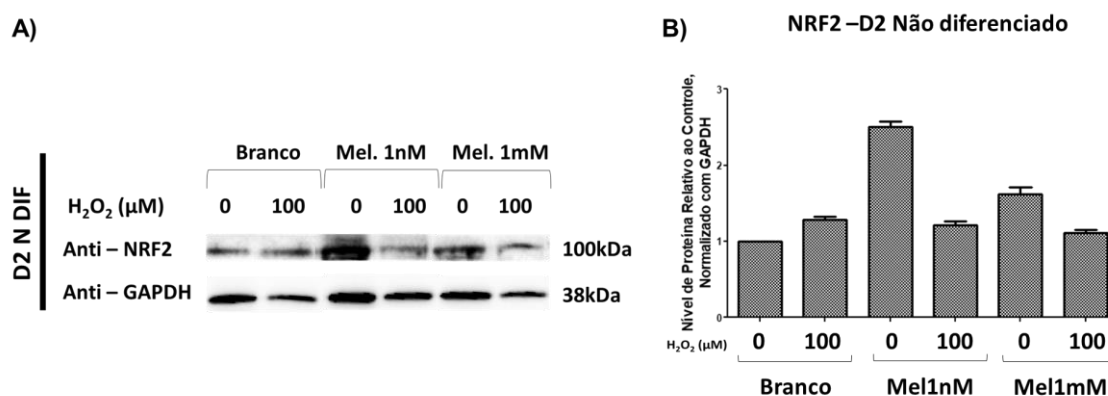 A)
Branco Mel. 1nM Mel. 1mM
H₂O₂ (µM) 0 100 0 100 0 100
Anti – NRF2 100kDa
Anti – GAPDH 38kDa
D2 N DIF
B)
NRF2 –D2 Não diferenciado
Nível de Proteína Relativo ao Controle,
Normalizado com GAPDH
3
2
1
0
H₂O₂ (µM) 0 100 0 100 0 100
Branco Mel1nM Mel1mM